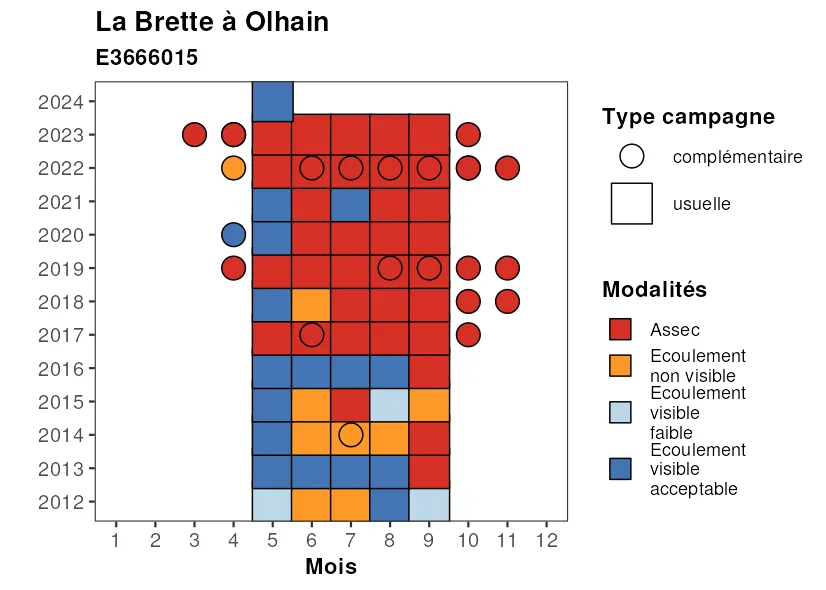 La Brette à Olhain
E3666015
2024
2023
2022
2021
2020
2019
2018
2017
2016
2015
2014
2013
2012
1 2 3 4 5 6 7 8 9 10 11 12
Mois
Type campagne
complémentaire
usuelle
Modalités
Assec
Ecoulement
non visible
Ecoulement
visible
faible
Ecoulement
visible
acceptable